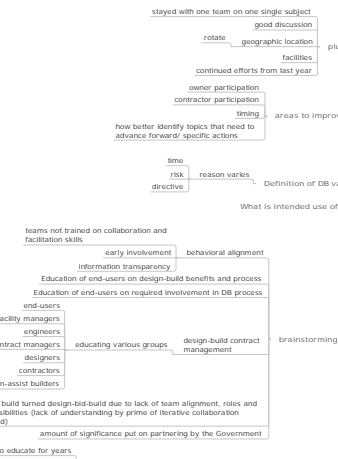 stayed with one team on one single subject
good discussion
rotate
geographic location
facilities
continued efforts from last year
owner participation
contractor participation
timing
areas to improv
how better identify topics that need to
advance forward/ specific actions
time
risk
reason varies
directive
Definition of DB va
What is intended use of
teams not trained on collaboration and
facilitation skills
early involvement
behavioral alignment
information transparency
Education of end-users on design-build benefits and process
Education of end-users on required involvement in DB process
end-users
acility managers
engineers
ntract managers
designers
contractors
n-assist builders
educating various groups
design-build contract
management
brainstorming
build turned design-bid-build due to lack of team alignment, roles and
sibilities (lack of understanding by prime of iterative collaboration
d)
amount of significance put on partnering by the Government
o educate for years